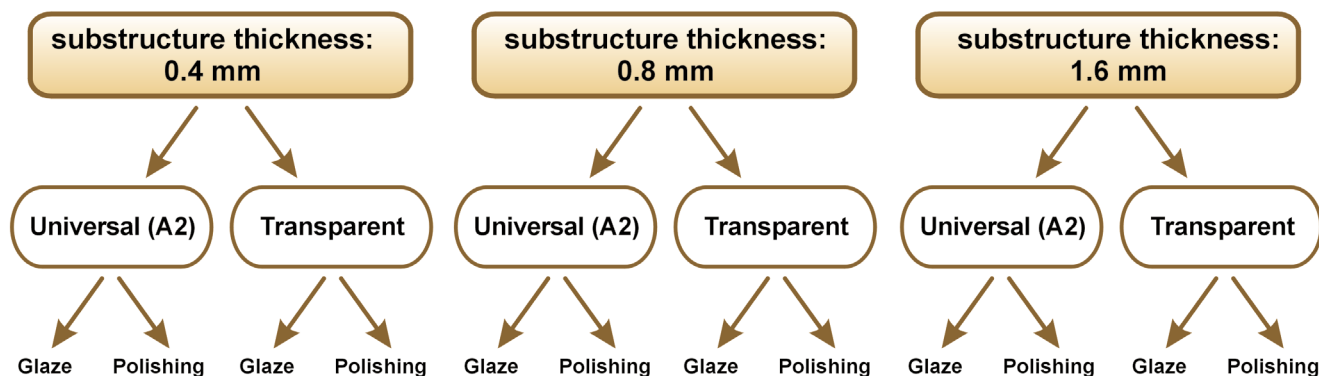 substructure thickness:
0.4 mm
substructure thickness:
0.8 mm
substructure thickness:
1.6 mm
Universal (A2)
Transparent
Universal (A2)
Transparent
Universal (A2)
Transparent
Glaze
Polishing
Glaze
Polishing
Glaze
Polishing
Glaze
Polishing
Glaze
Polishing
Glaze
Polishing